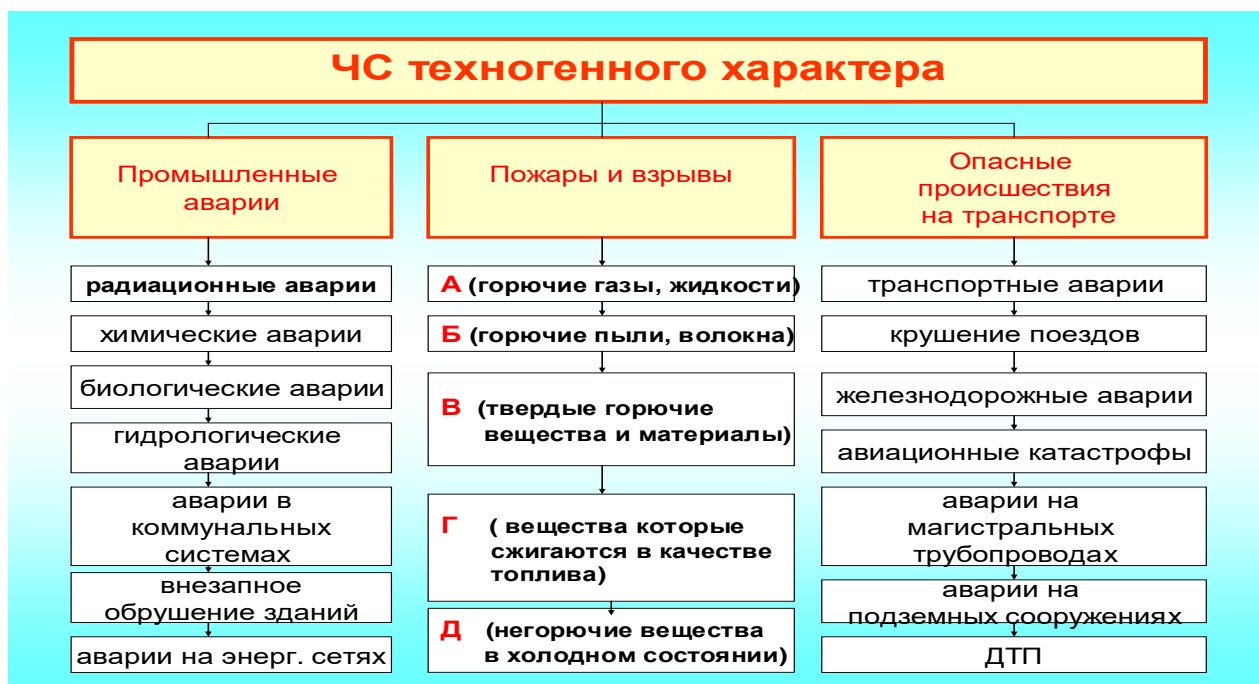 ЧС техногенного характера
Промышленные
аварии
радиационные аварии
химические аварии
биологические аварии
гидрологические
аварии
аварии в
коммунальных
системах
внезапное
обрушение зданий
аварии на энерг. сетях
Пожары и взрывы
А (горючие газы, жидкости)
Б (горючие пыли, волокна)
В (твердые горючие
вещества и материалы)
Г ( вещества которые
сжигаются в качестве
топлива)
Д (негорючие вещества
в холодном состоянии)
Опасные
происшествия
на транспорте
транспортные аварии
крушение поездов
железнодорожные аварии
авиационные катастрофы
аварии на
магистральных
трубопроводах
аварии на
подземных сооружениях
ДТП